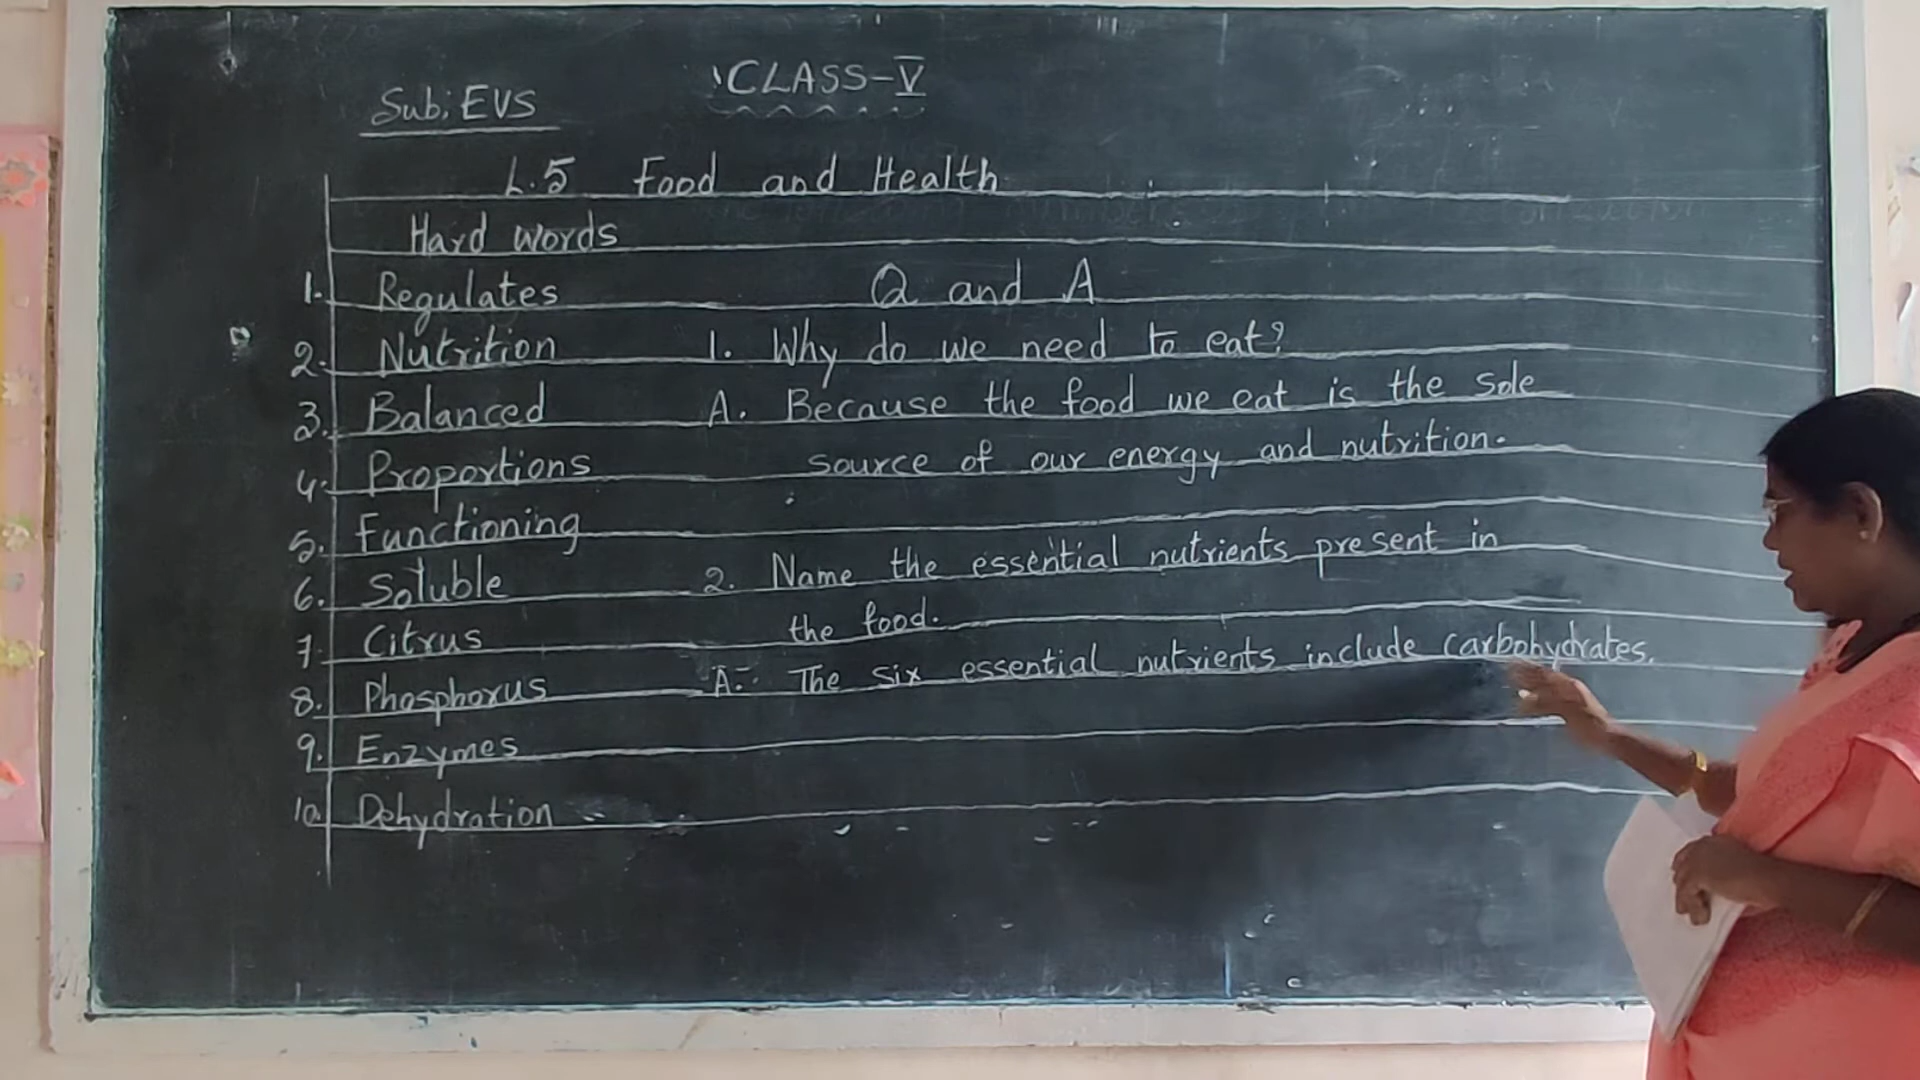 CLASS-V
Sub: EVS
L.5 Food and Health
Hard words
1. Regulates
2. Nutrition
3. Balanced
4. Proportions
5. Functioning
6. Soluble
7. Citrus
8. Phosphorus
9. Enzymes
10. Dehydration
Q and A
1. Why do we need to eat?
A. Because the food we eat is the sole
source of our energy and nutrition.
2. Name the essential nutrients present in
the food.
A. The six essential nutrients include carbohydrates,